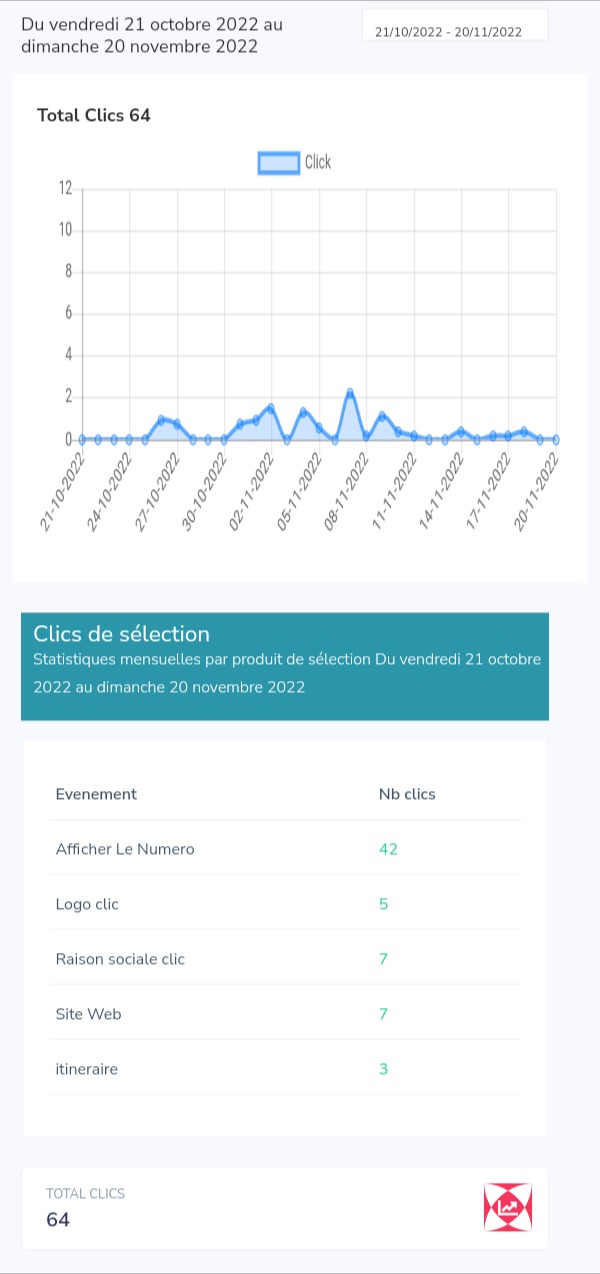 Du vendredi 21 octobre 2022 au
dimanche 20 novembre 2022
21/10/2022 - 20/11/2022
Total Clics 64
Click
12
10
8
6
4
2
0
21-10-2022
24-10-2022
27-10-2022
30-10-2022
02-11-2022
05-11-2022
08-11-2022
11-11-2022
14-11-2022
17-11-2022
20-11-2022
Clics de sélection
Statistiques mensuelles par produit de sélection Du vendredi 21 octobre
2022 au dimanche 20 novembre 2022
Evenement Nb clics
Afficher Le Numero 42
Logo clic 5
Raison sociale clic 7
Site Web 7
itineraire 3
TOTAL CLICS
64